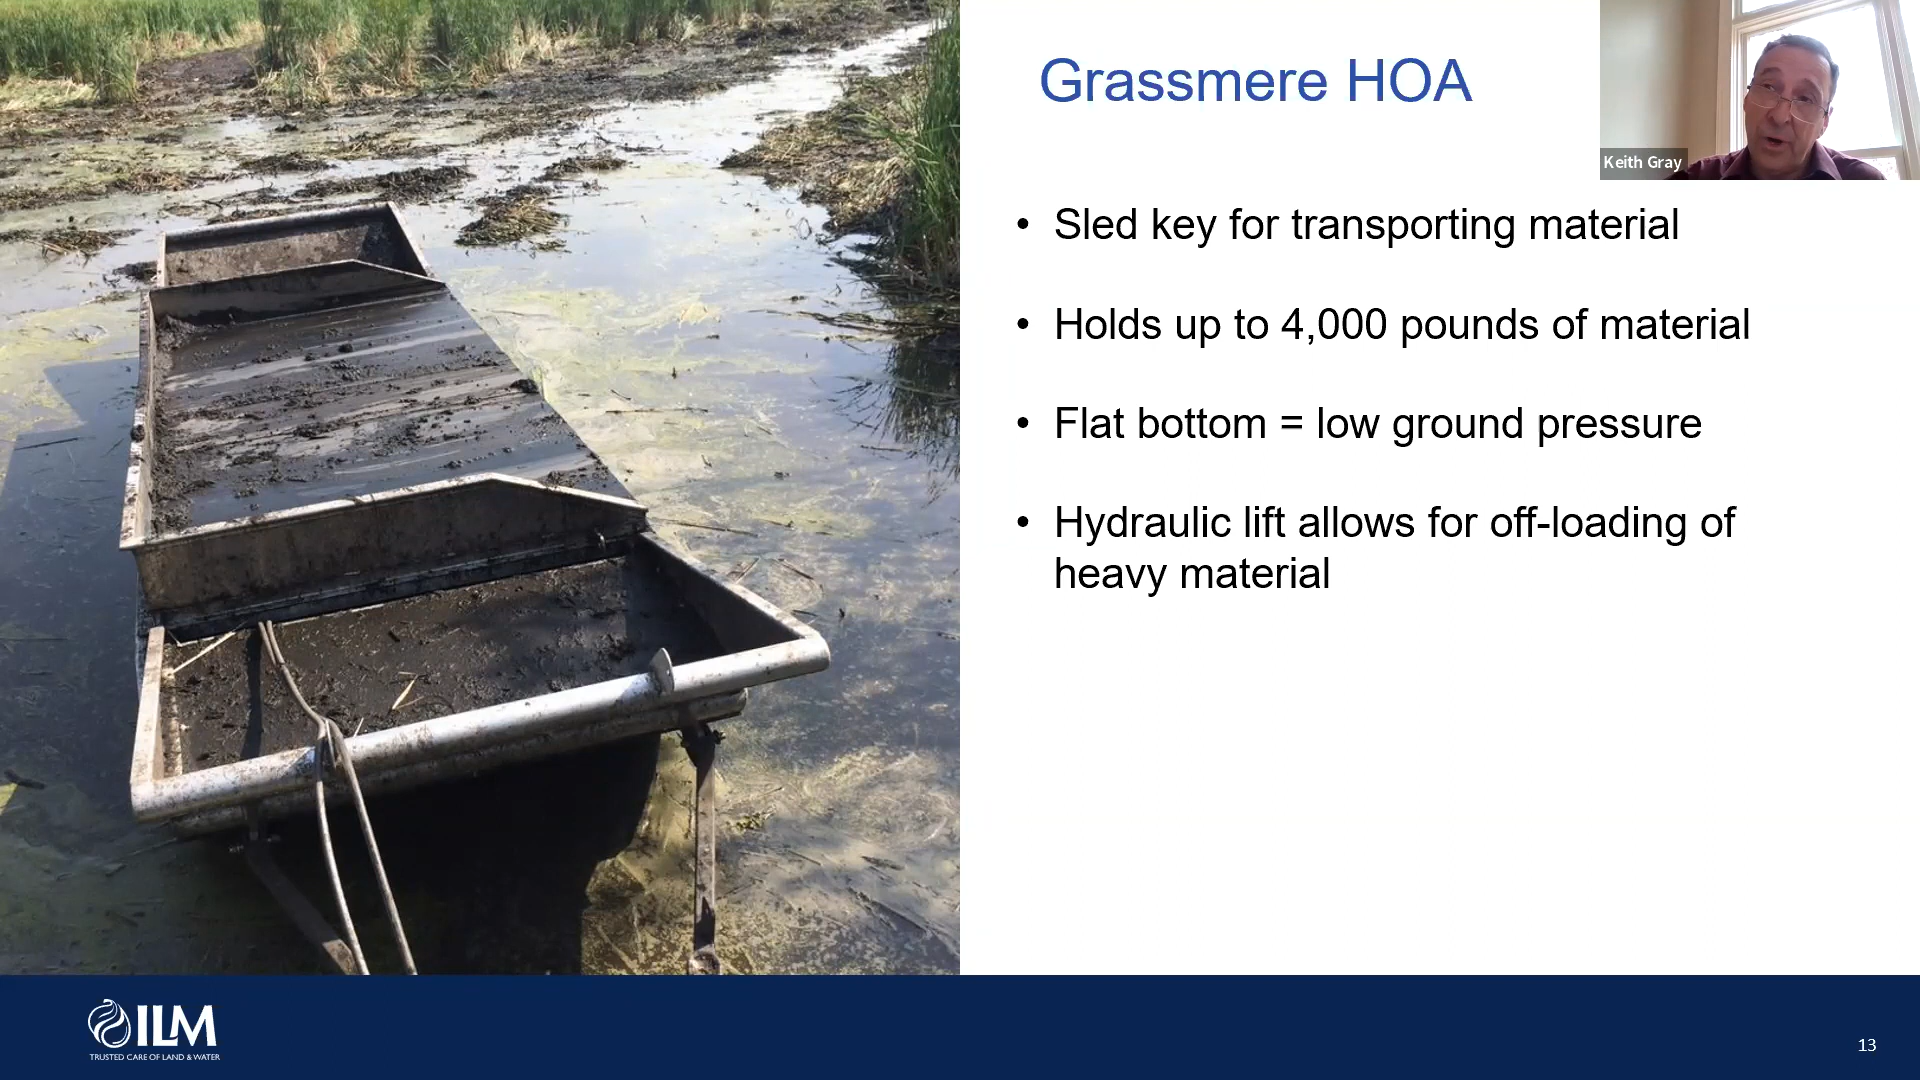 Grassmere HOA
Keith Gray
• Sled key for transporting material
• Holds up to 4,000 pounds of material
• Flat bottom = low ground pressure
• Hydraulic lift allows for off-loading of
heavy material
ILM
TRUSTED CARE OF LAND & WATER
13